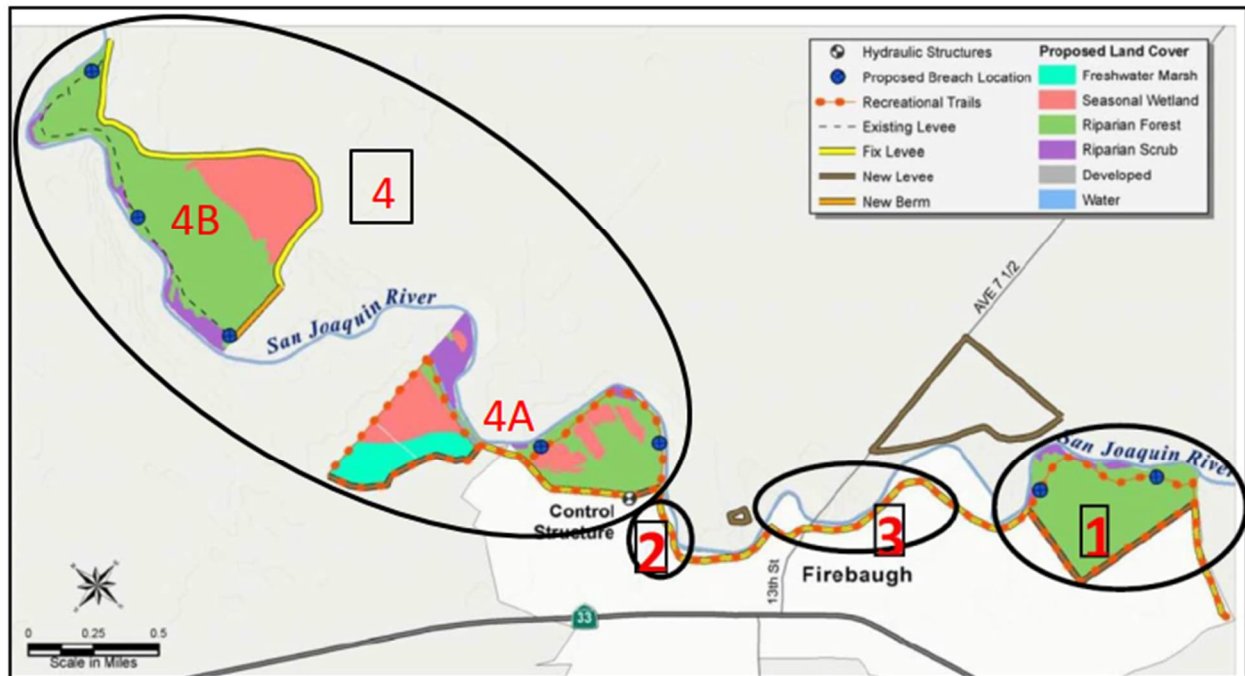 Hydraulic Structures
Proposed Breach Location
Recreational Trails
Existing Levee
Fix Levee
New Levee
New Berm
Proposed Land Cover
Freshwater Marsh
Seasonal Wetland
Riparian Forest
Riparian Scrub
Developed
Water
4
4B
San Joaquin River
AVE 7 1/2
4A
San Joaquin River
Control
Structure
2
3
1
Firebaugh
13th St
33
0 0.25 0.5
Scale in Miles